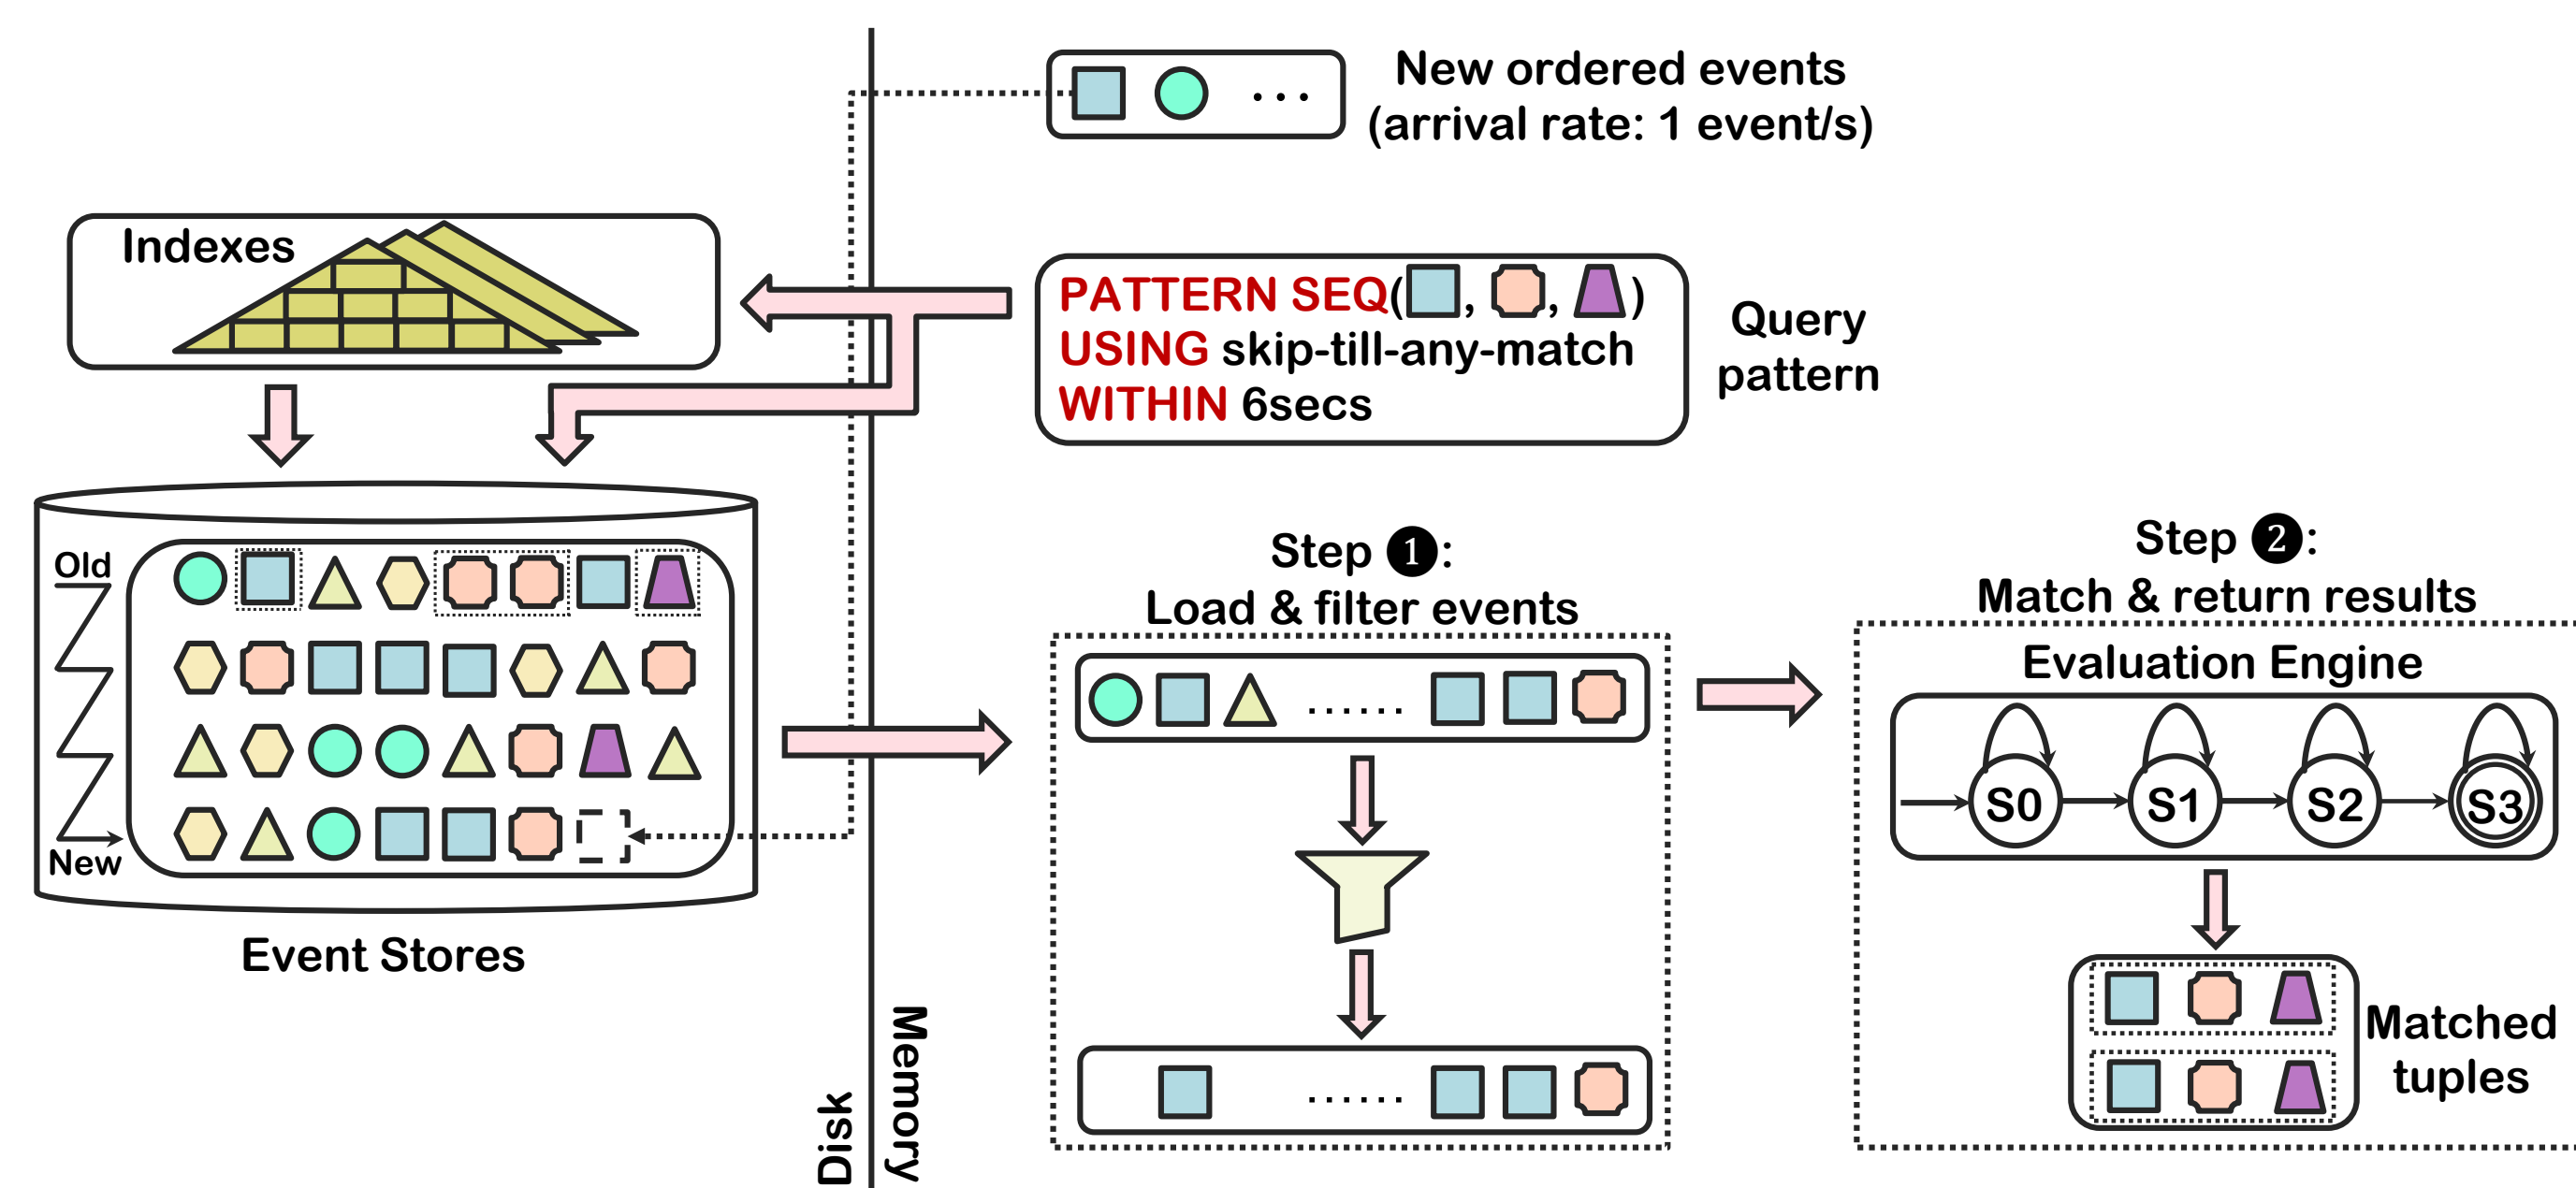 New ordered events
(arrival rate: 1 event/s)
Indexes
PATTERN SEQ( , , )
USING skip-till-any-match
WITHIN 6secs
Query
pattern
Old
New
Event Stores
Disk
Memory
Step ❶:
Load & filter events
Step ❷:
Match & return results
Evaluation Engine
S0 S1 S2 S3
Matched
tuples